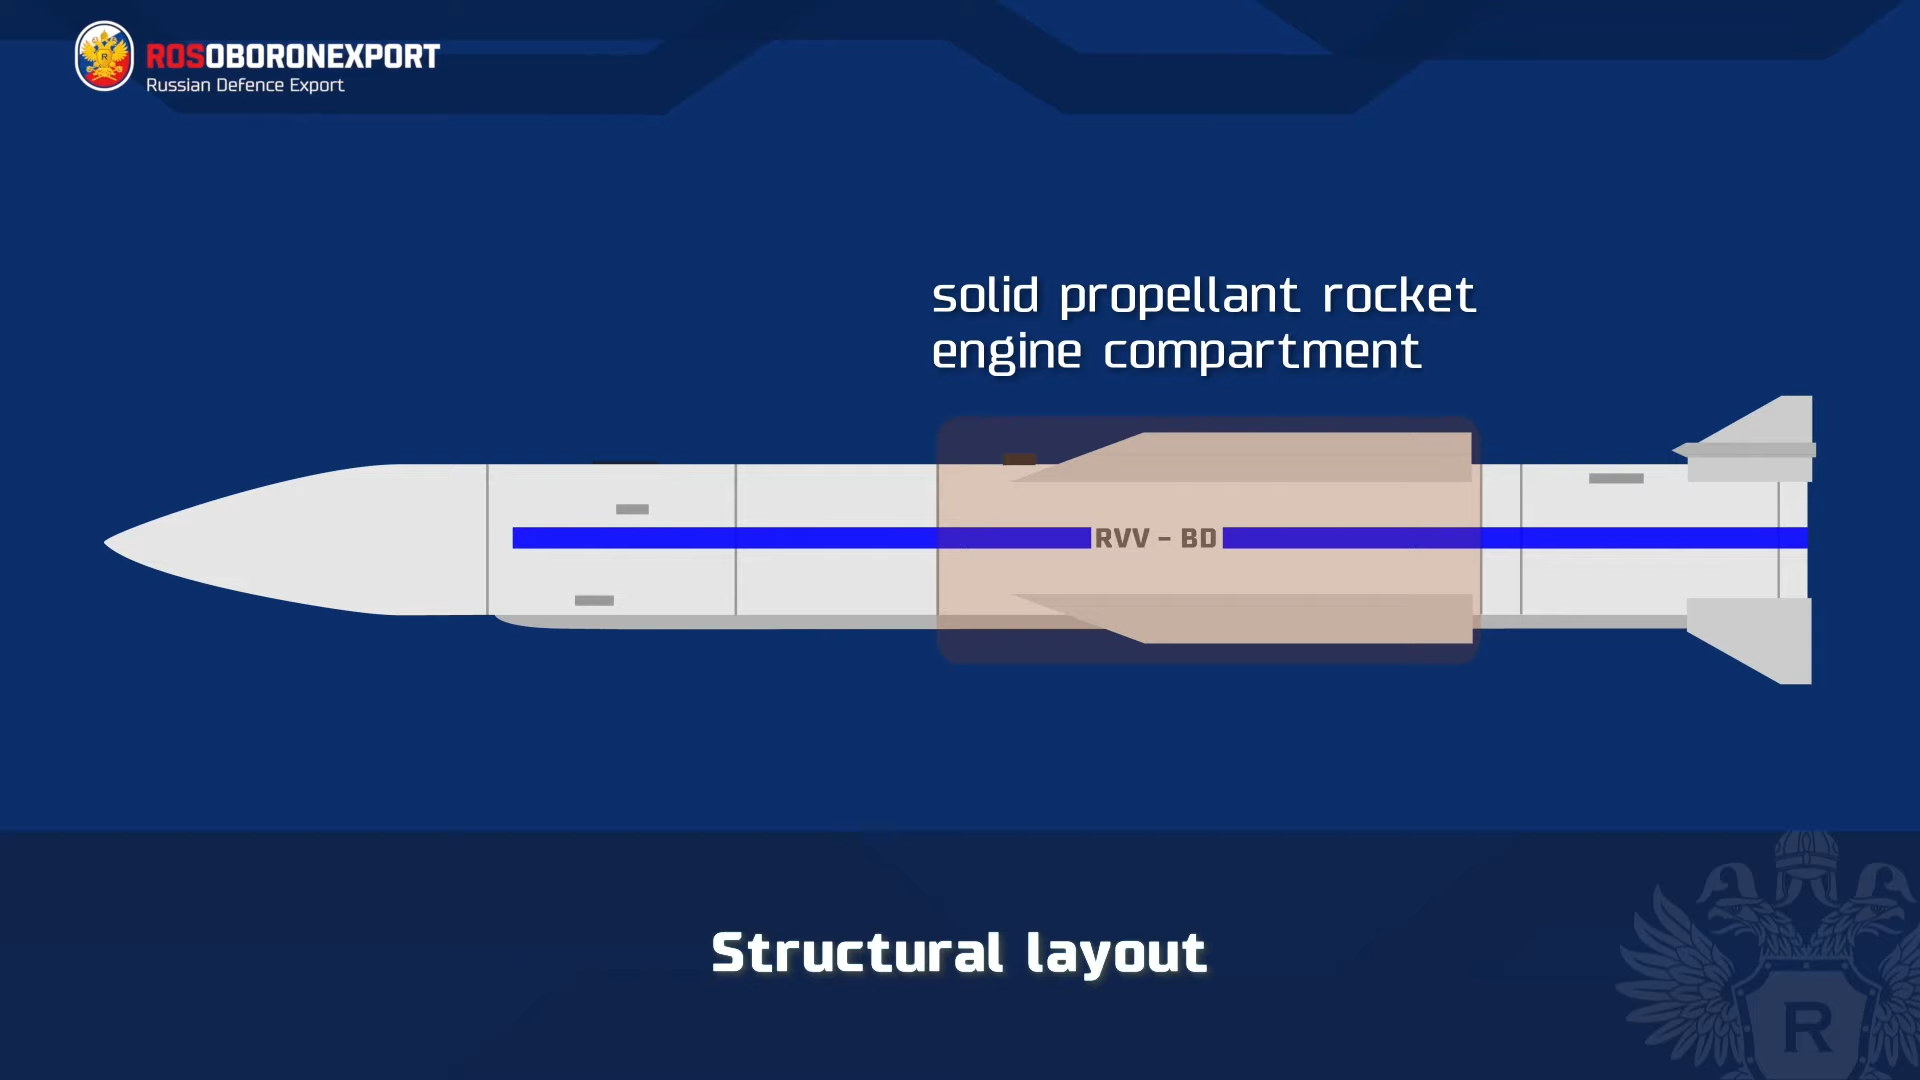 ROSOBORONEXPORT
Russian Defence Export
solid propellant rocket
engine compartment
RVV - BD
Structural layout
R